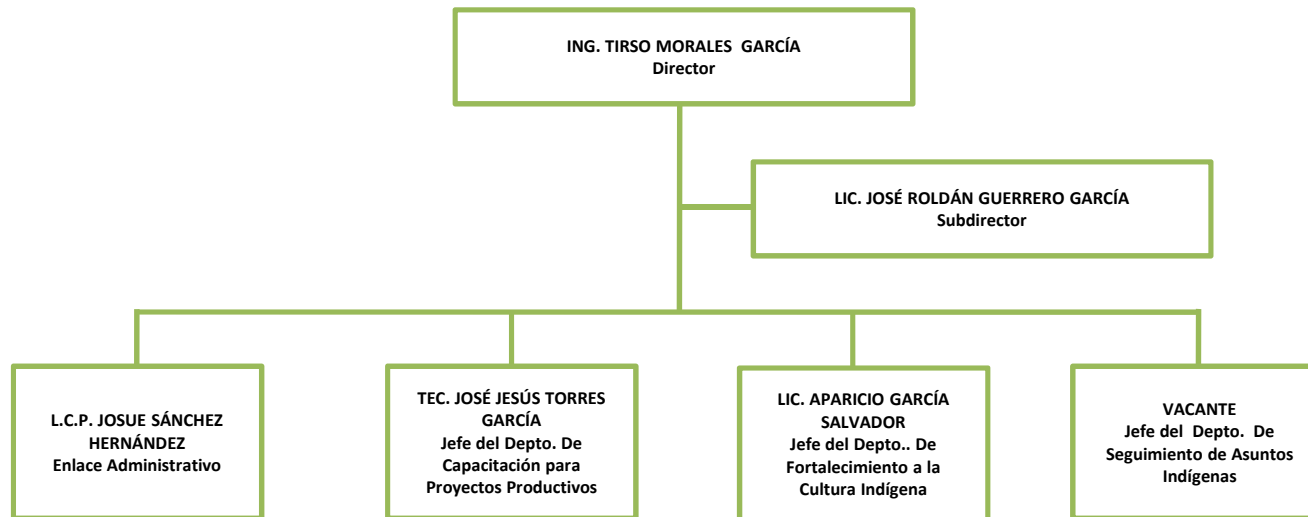 ING. TIRSO MORALES  GARCÍA
Director
LIC. JOSÉ ROLDÁN GUERRERO GARCÍA
Subdirector
L.C.P. JOSUE SÁNCHEZ
HERNÁNDEZ
Enlace Administrativo
TEC. JOSÉ JESÚS TORRES
GARCÍA
Jefe del Depto. De
Capacitación para
Proyectos Productivos
LIC. APARICIO GARCÍA
SALVADOR
Jefe del Depto.. De
Fortalecimiento a la
Cultura Indígena
VACANTE
Jefe del  Depto.  De
Seguimiento de Asuntos
Indígenas